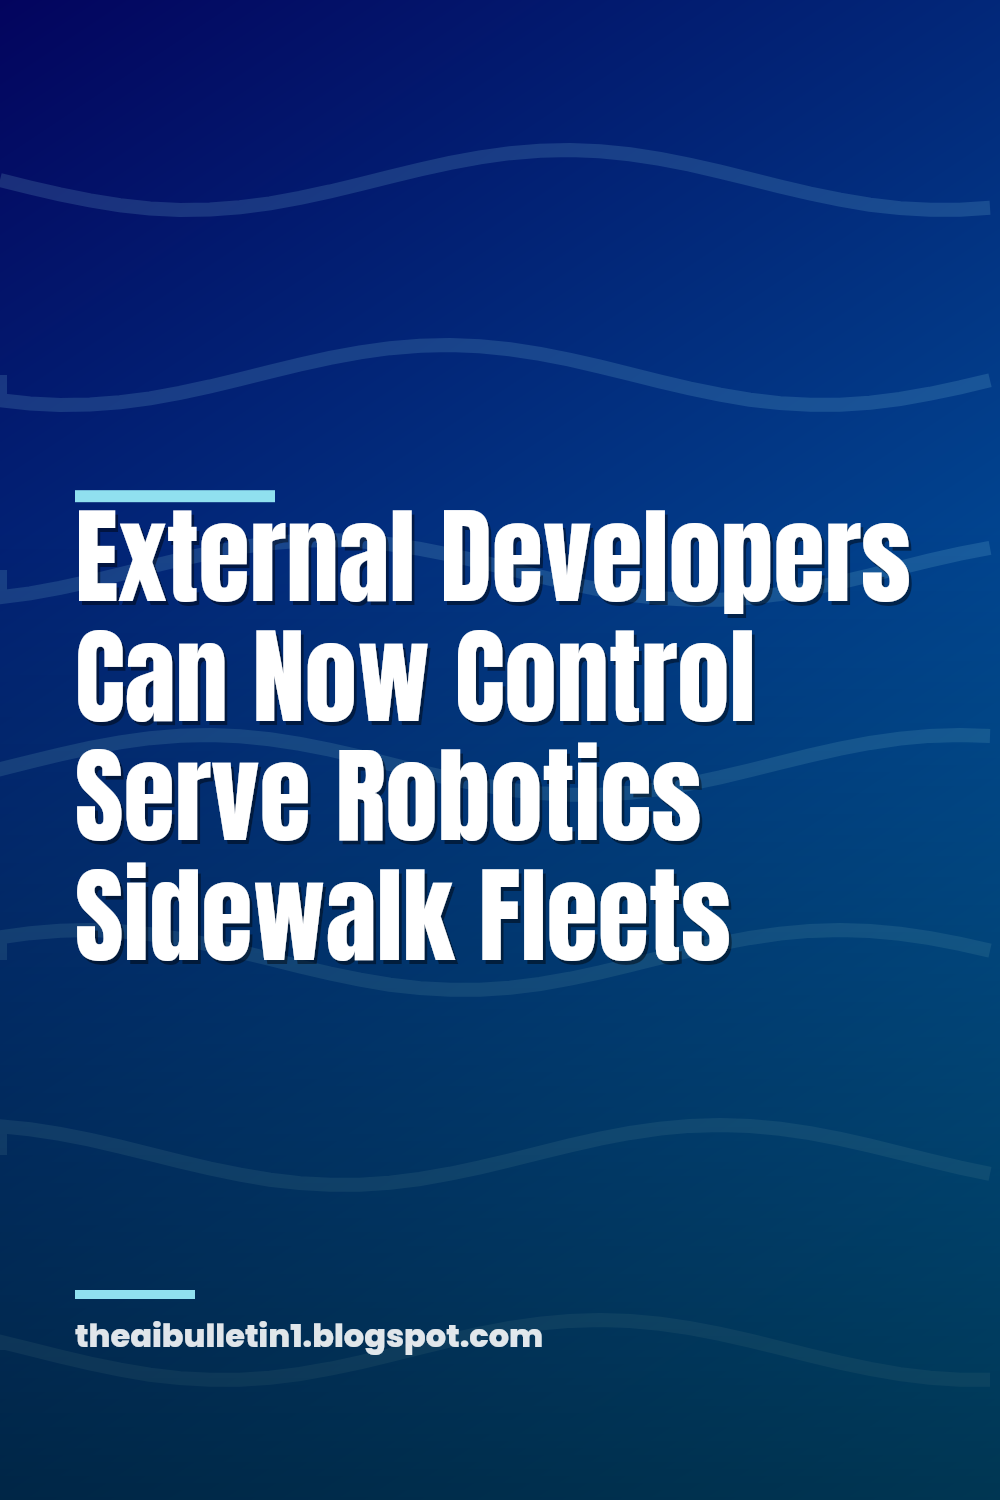 External Developers
Can Now Control
Serve Robotics
Sidewalk Fleets
theaibulletin1.blogspot.com